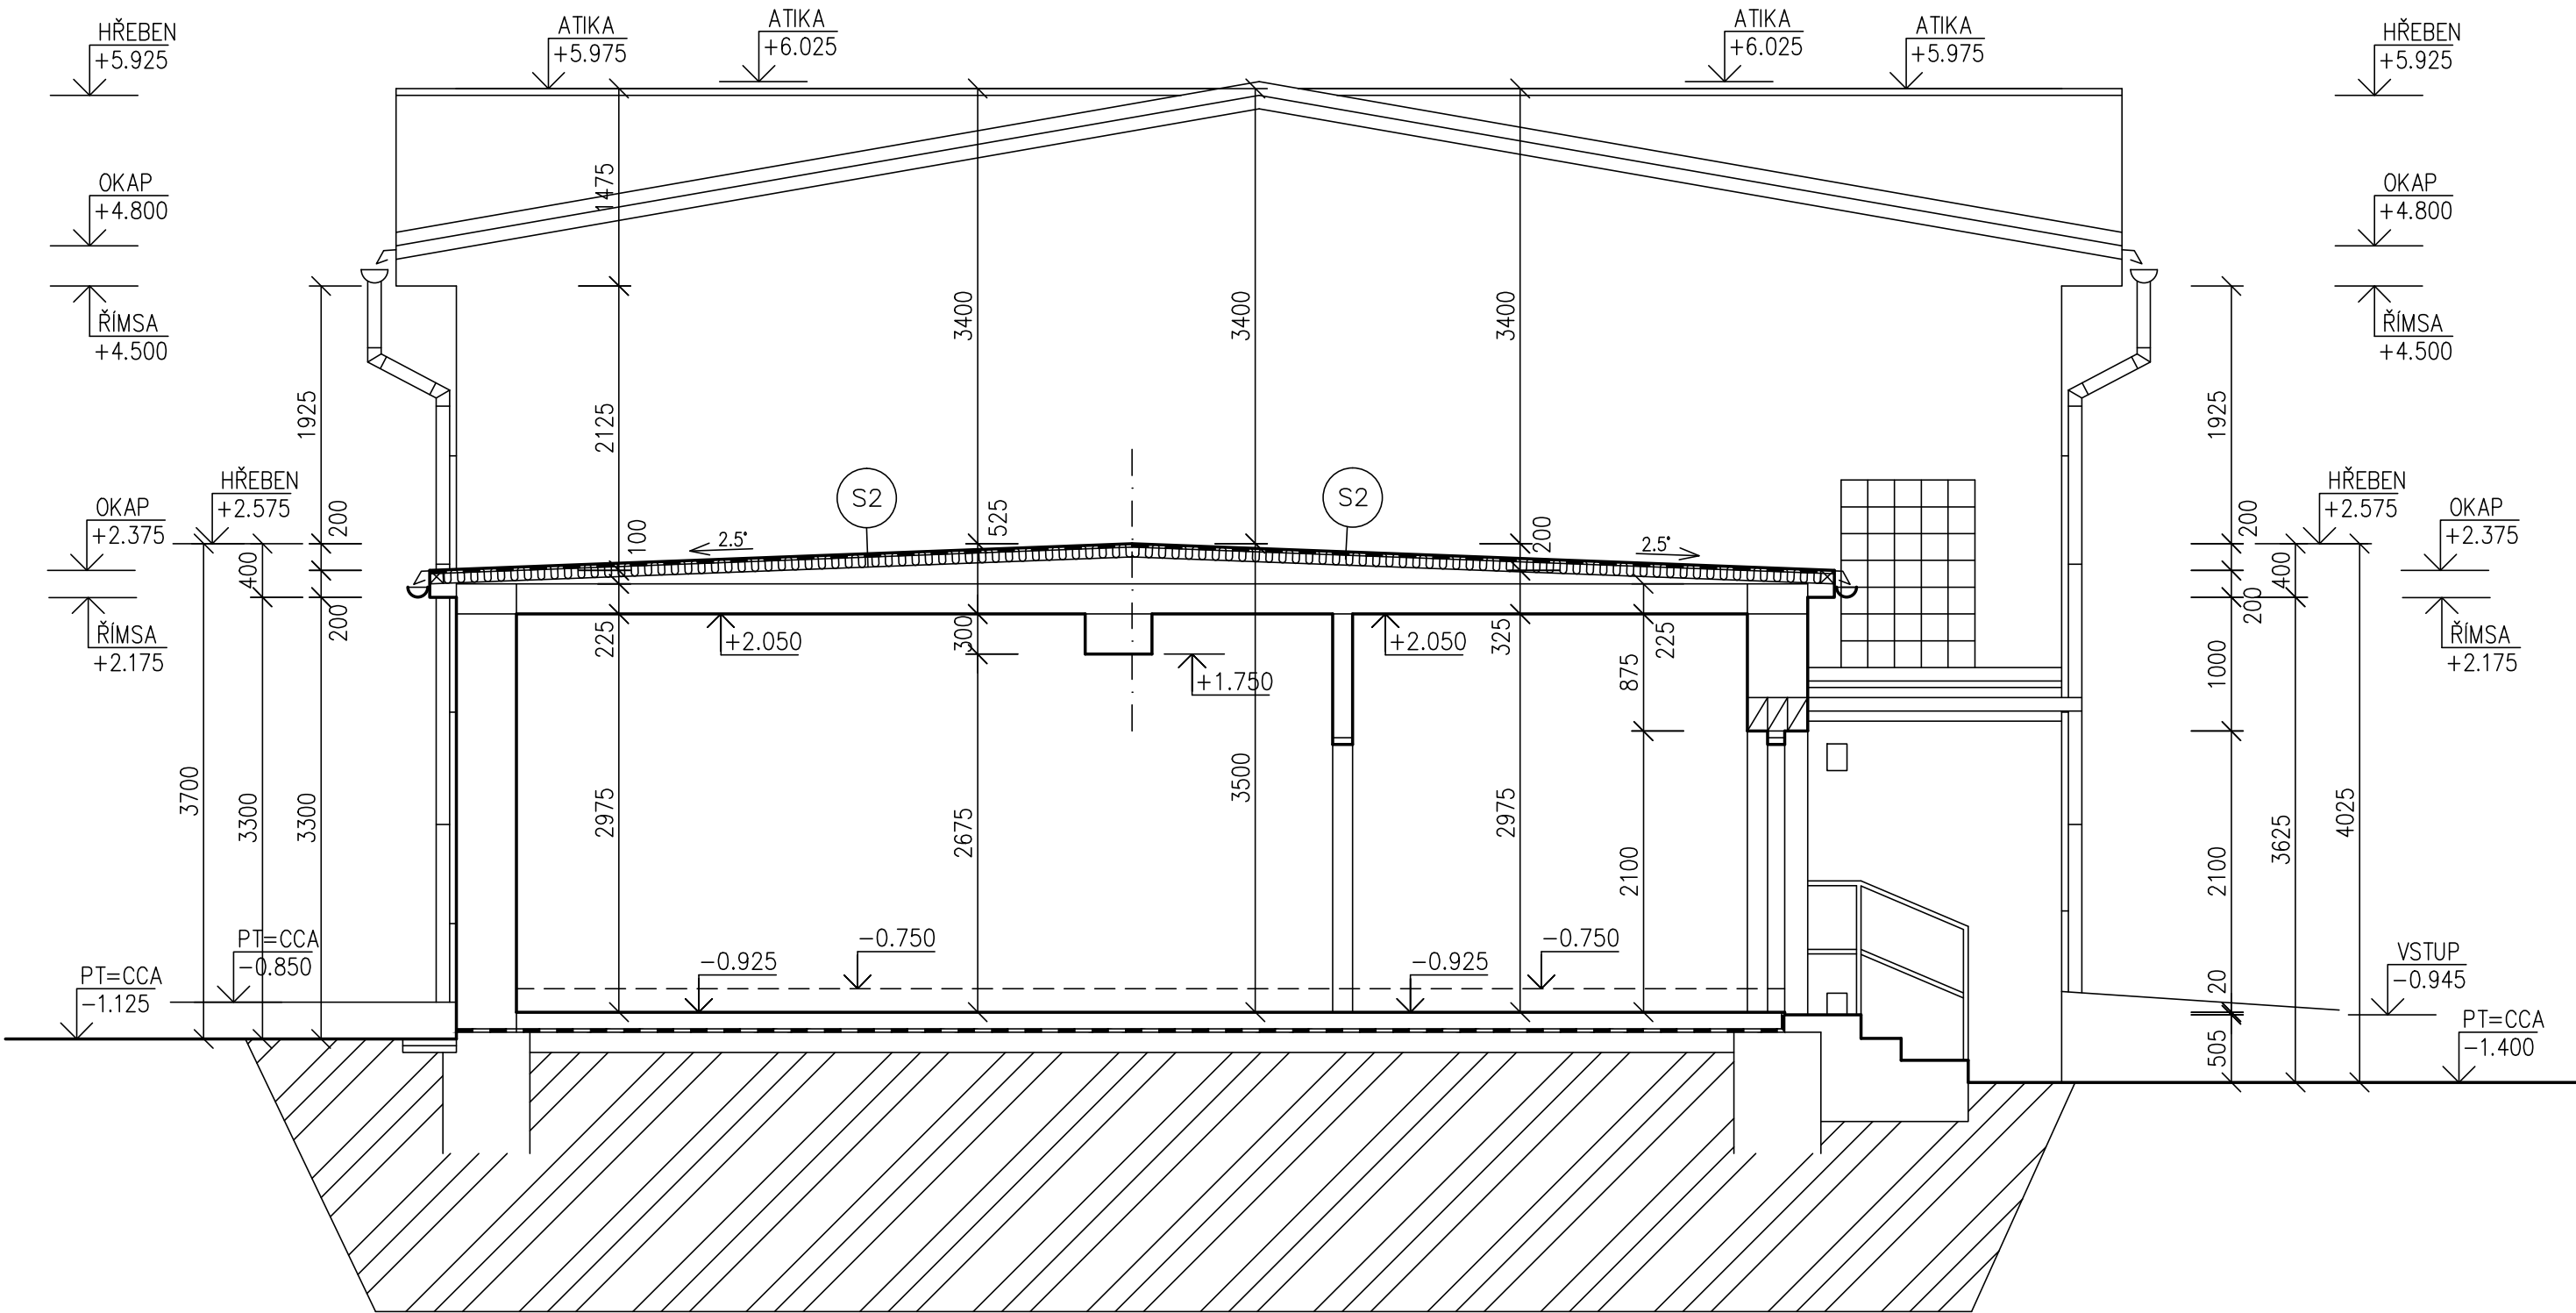 HŘEBEN
+5.925
ATIKA
+5.975
ATIKA
+6.025
ATIKA
+6.025
ATIKA
+5.975
HŘEBEN
+5.925
OKAP
+4.800
1475
OKAP
+4.800
ŘÍMSA
+4.500
3400
3400
3400
ŘÍMSA
+4.500
1925
2125
1925
HŘEBEN
+2.575
S2
S2
HŘEBEN
+2.575
OKAP
+2.375
200
100
2.5°
525
200
2.5°
200
OKAP
+2.375
400
400
ŘÍMSA
+2.175
200
225
+2.050
300
+2.050
325
225
200
ŘÍMSA
+2.175
+1.750
875
1000
3700
3300
3300
2975
2675
3500
2975
2100
2100
3625
4025
PT=CCA
-0.850
-0.925
-0.750
-0.925
-0.750
VSTUP
-0.945
PT=CCA
-1.125
20
505
PT=CCA
-1.400